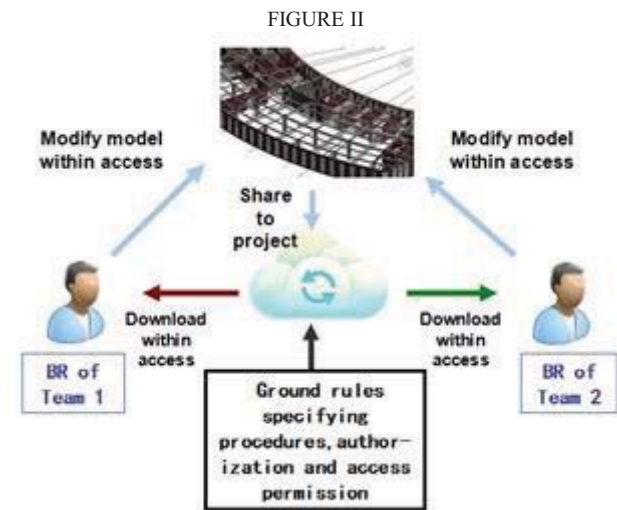 FIGURE II
Modify model
within access
Modify model
within access
Share
to
project
Download
within
access
Download
within
access
BR of
Team 1
BR of
Team 2
Ground rules
specifying
procedures, author-
ization and access
permission